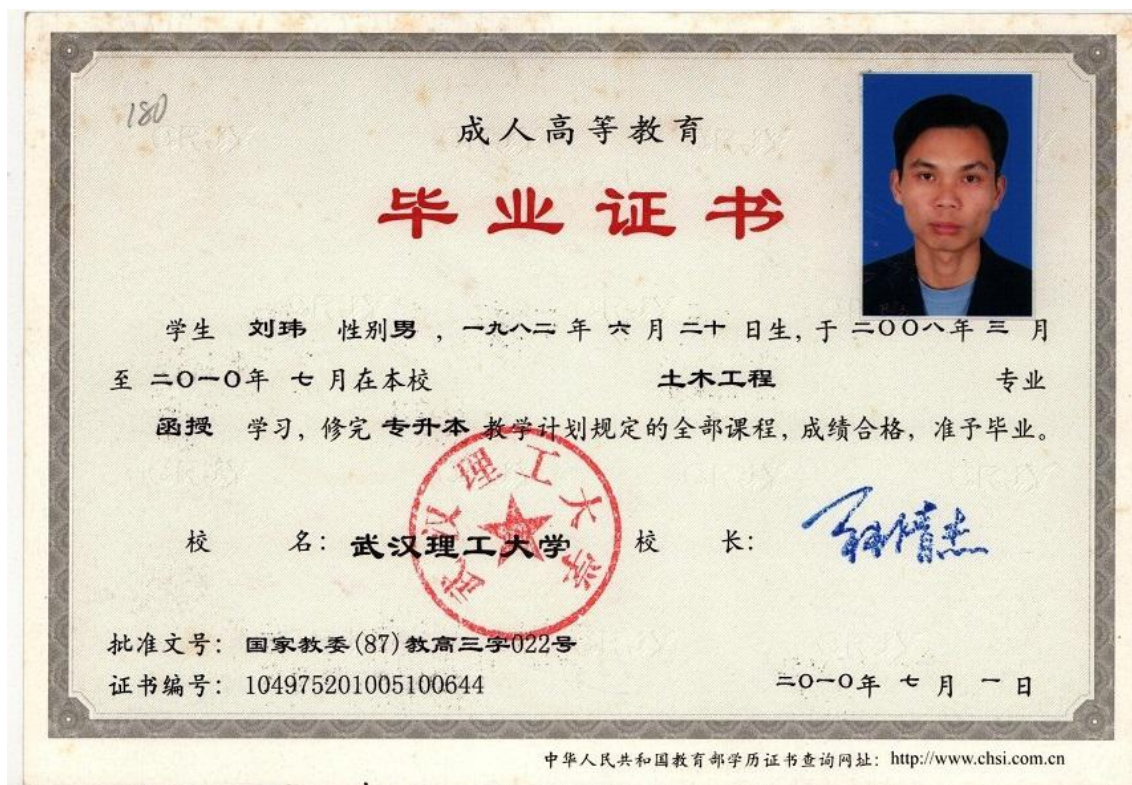 180
成人高等教育
毕业证书
学生 刘玮 性别男，一九八二年 六月 二十日生，于 二〇〇八年 三 月
至 二〇一〇年 七月在本校 土木工程 专业
函授 学习，修完 专升本 教学计划规定的全部课程，成绩合格，准予毕业。
校 名：武汉理工大学 校 长：
武汉理工大学
批准文号：国家教委(87)教高三字022号
证书编号：104975201005100644 二〇一〇年 七 月 一 日
中华人民共和国教育部学历证书查询网址：http://www.chsi.com.cn